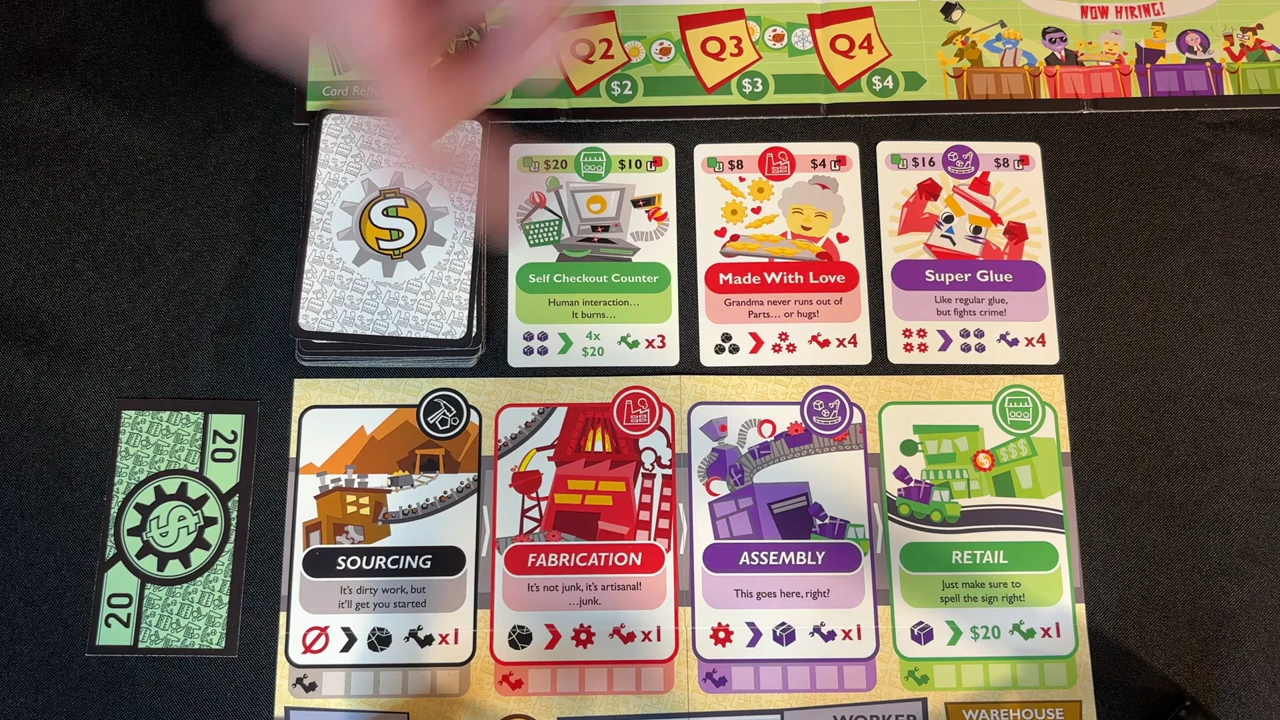 Q2
Q3
Q4
$2
$3
$4
NOW HIRING!
$20
$10
Self Checkout Counter
Human interaction...
It burns...
4x
$20
x3
$8
$4
Made With Love
Grandma never runs out of
Parts... or hugs!
x4
$16
$8
Super Glue
Like regular glue,
but fights crime!
x4
S
20
20
SOURCING
It's dirty work, but
it'll get you started
x1
FABRICATION
It's not junk, it's artisanal!
...junk.
x1
ASSEMBLY
This goes here, right?
x1
$$$
RETAIL
Just make sure to
spell the sign right!
$20
x1
WORKER
WAREHOUSE